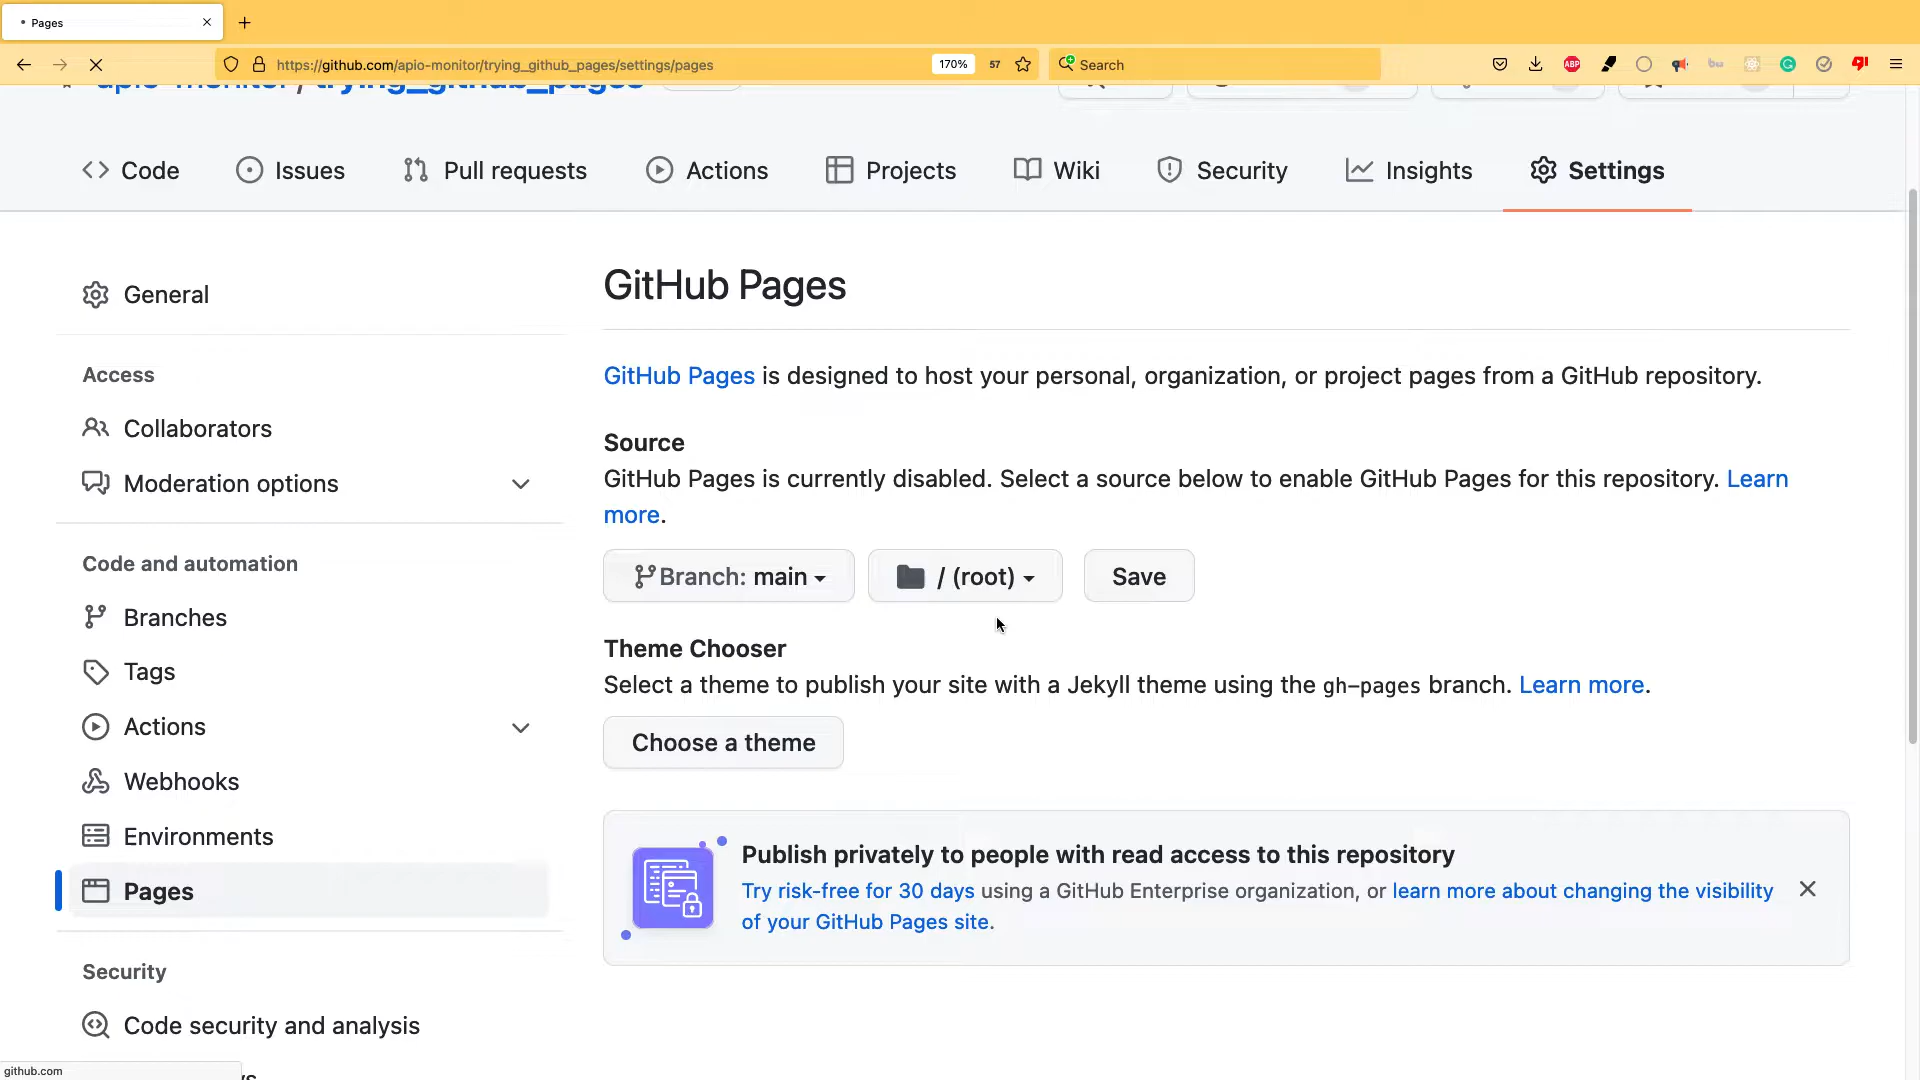 Pages
https://github.com/apio-monitor/trying_github_pages/settings/pages
170%
57
Search
ABP
apio-monitor / trying_github_pages
Code
Issues
Pull requests
Actions
Projects
Wiki
Security
Insights
Settings
General
Access
Collaborators
Moderation options
Code and automation
Branches
Tags
Actions
Webhooks
Environments
Pages
Security
Code security and analysis
GitHub Pages
GitHub Pages is designed to host your personal, organization, or project pages from a GitHub repository.
Source
GitHub Pages is currently disabled. Select a source below to enable GitHub Pages for this repository. Learn
more.
Branch: main
/ (root)
Save
Theme Chooser
Select a theme to publish your site with a Jekyll theme using the gh-pages branch. Learn more.
Choose a theme
Publish privately to people with read access to this repository
Try risk-free for 30 days using a GitHub Enterprise organization, or learn more about changing the visibility
of your GitHub Pages site.
github.com